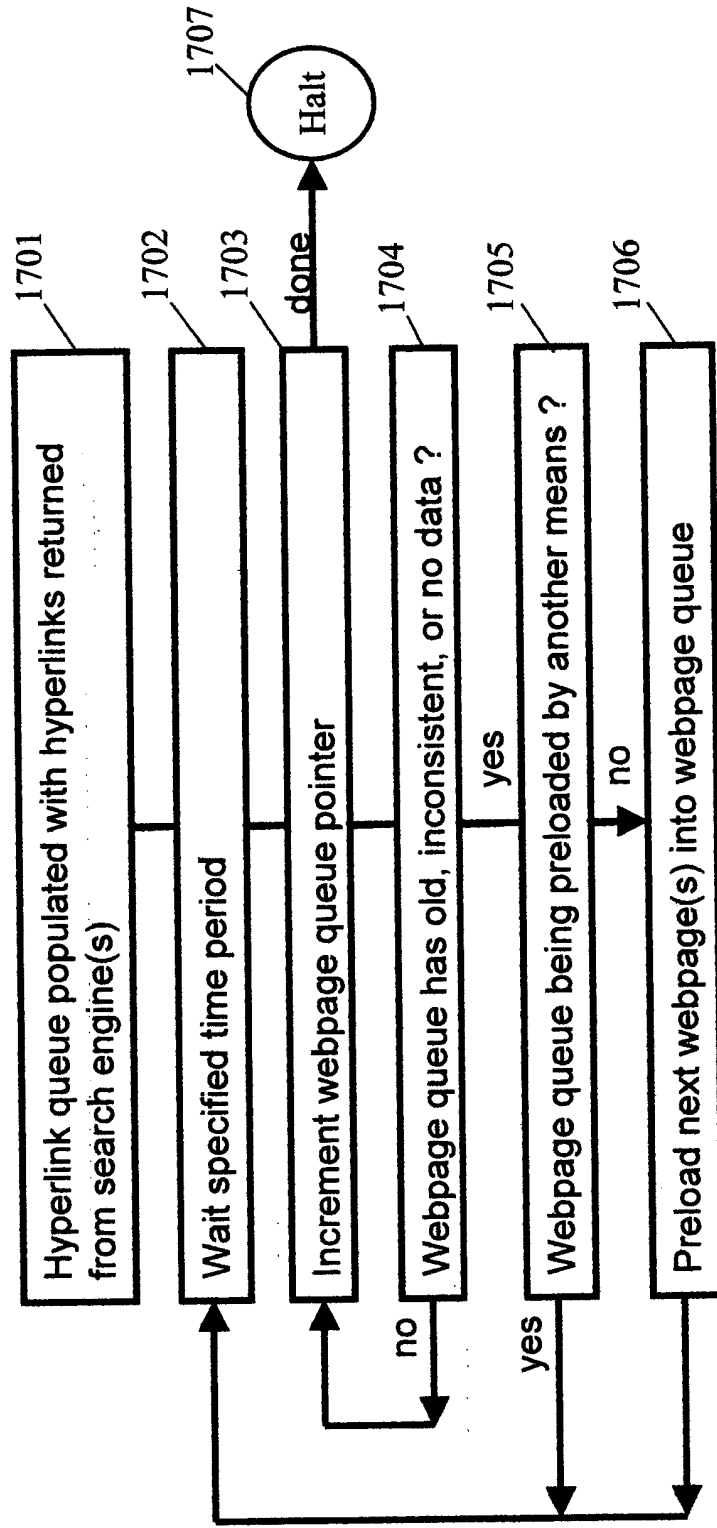 Hyperlink queue populated with hyperlinks returned
from search engine(s)
1701
Wait specified time period
1702
Increment webpage queue pointer
1703
done
Halt
1707
Webpage queue has old, inconsistent, or no data ?
1704
no
yes
Webpage queue being preloaded by another means ?
1705
yes
no
Preload next webpage(s) into webpage queue
1706